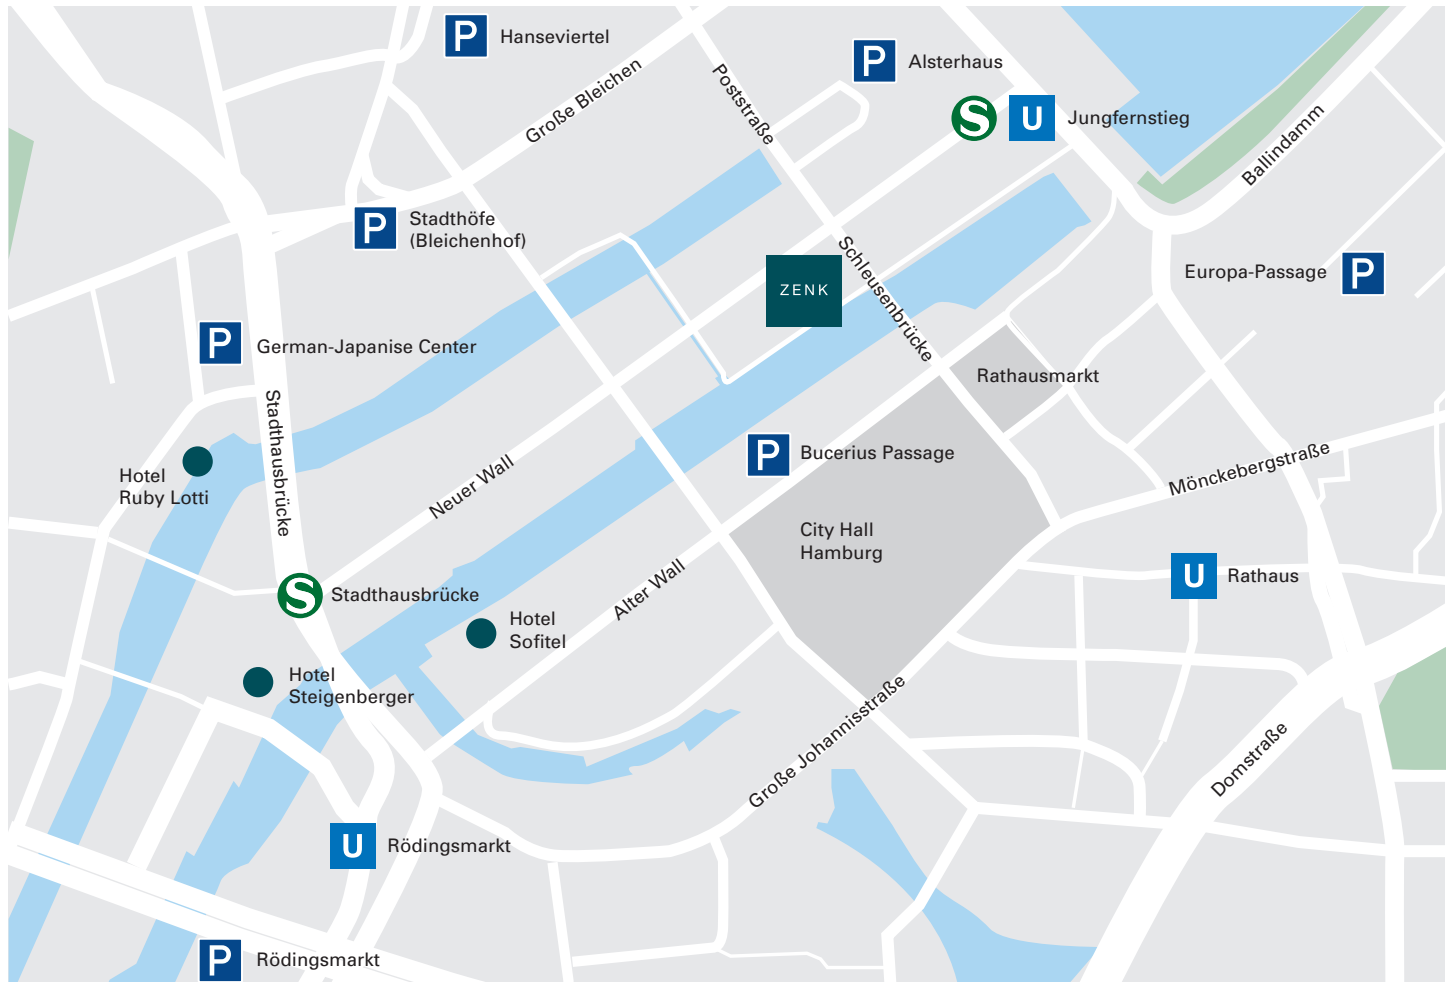 P Hanseviertel
P Alsterhaus
Große Bleichen
Poststraße
S U Jungfernstieg
Ballindamm
P Stadthöfe
(Bleichenhof)
Schleusenbrücke
Europa-Passage P
ZENK
P German-Japanise Center
Rathausmarkt
Stadthausbrücke
P Bucerius Passage
Mönckebergstraße
Hotel
Ruby Lotti
Neuer Wall
City Hall
Hamburg
U Rathaus
S Stadthausbrücke
Alter Wall
Hotel
Sofitel
Hotel
Steigenberger
Große Johannisstraße
Domstraße
U Rödingsmarkt
P Rödingsmarkt